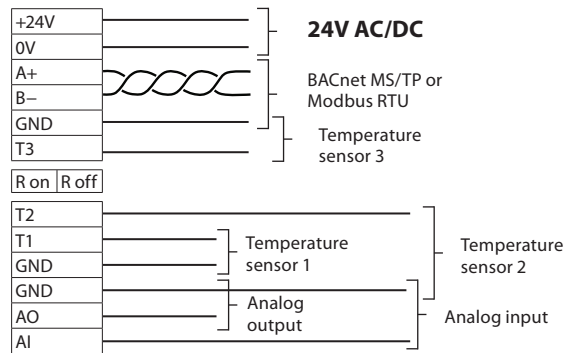 +24V
0V
A+
B−
GND
T3
24V AC/DC
BACnet MS/TP or
Modbus RTU
Temperature
sensor 3
R on R off
T2
T1
GND
GND
AO
AI
Temperature
sensor 1
Temperature
sensor 2
Analog
output
Analog input